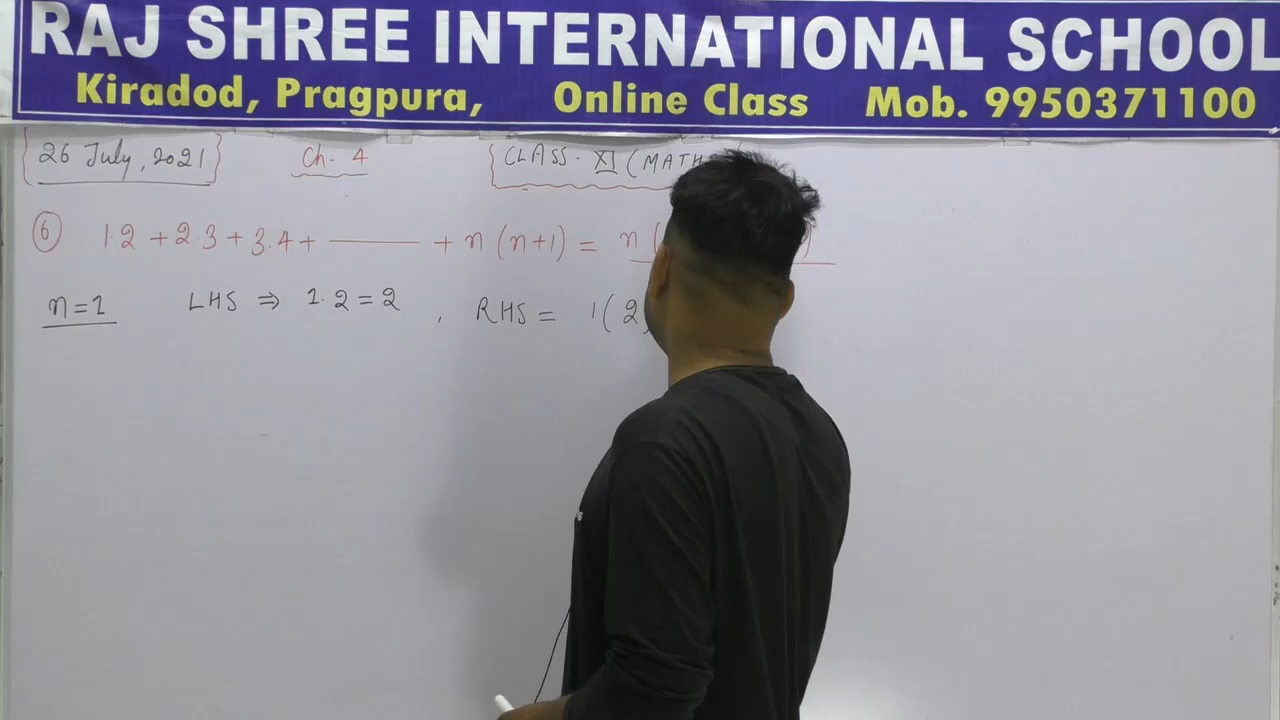 RAJ SHREE INTERNATIONAL SCHOOL
Kiradod, Pragpura, Online Class Mob. 9950371100
26 July, 2021 Ch. 4 CLASS - XI (MATH
6 1.2 + 2.3 + 3.4 + ——— + n (n+1) = n (
n=1 LHS ⇒ 1.2 = 2 , RHS = 1(2)